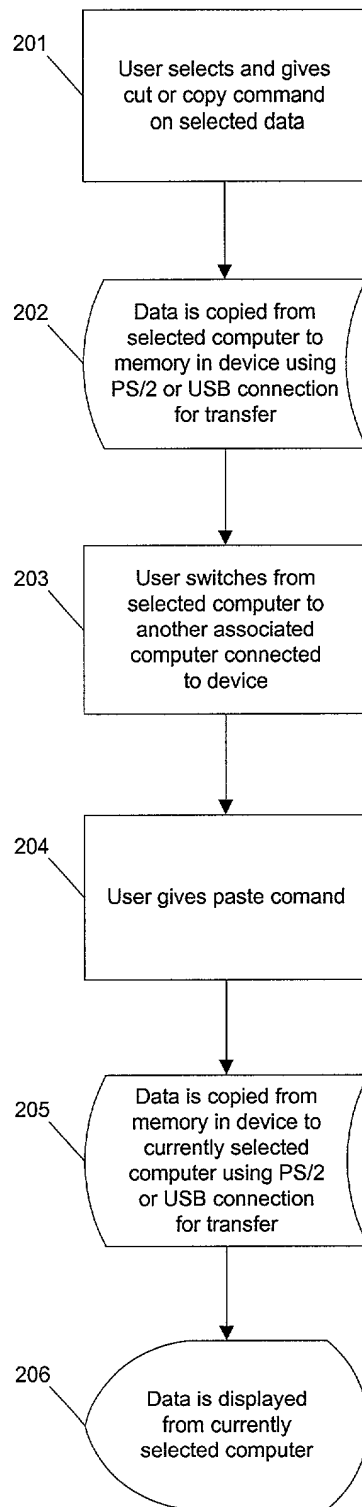 201
User selects and gives
cut or copy command
on selected data
202
Data is copied from
selected computer to
memory in device using
PS/2 or USB connection
for transfer
203
User switches from
selected computer to
another associated
computer connected
to device
204
User gives paste comand
205
Data is copied from
memory in device to
currently selected
computer using PS/2
or USB connection
for transfer
206
Data is displayed
from currently
selected computer